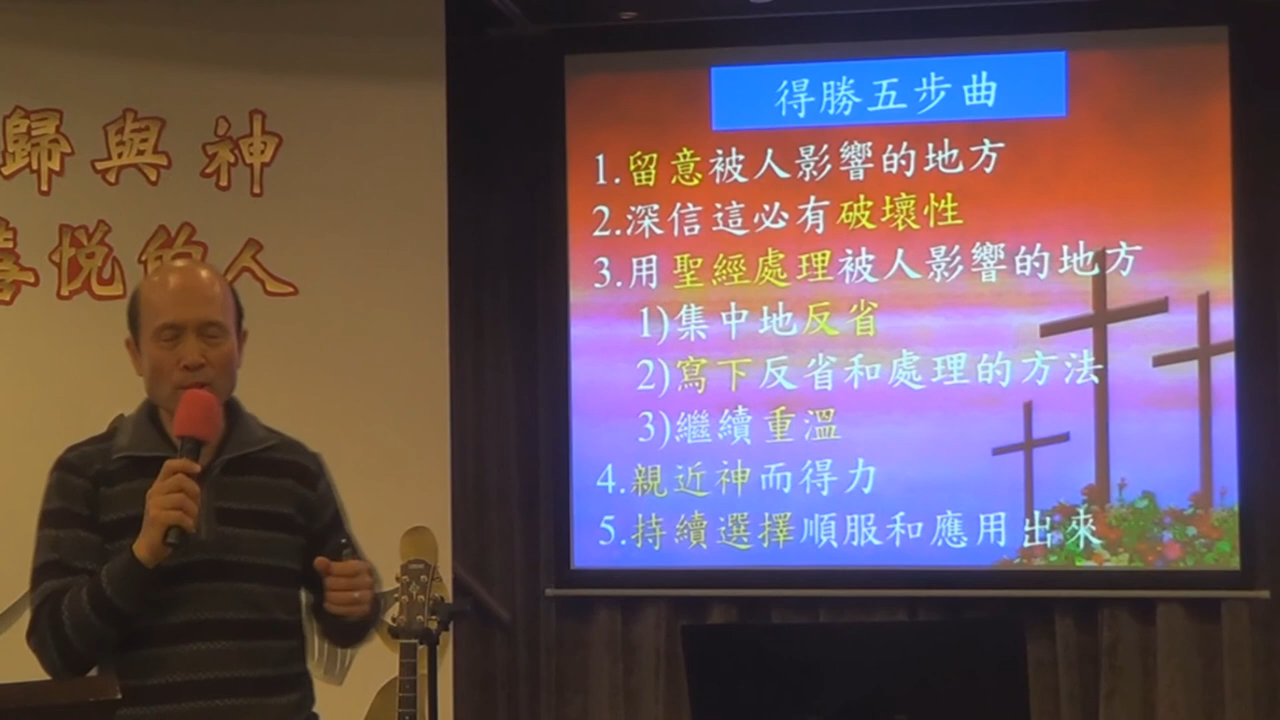 歸與神
喜悅的人
得勝五步曲
1.留意被人影響的地方
2.深信這必有破壞性
3.用聖經處理被人影響的地方
1)集中地反省
2)寫下反省和處理的方法
3)繼續重溫
4.親近神而得力
5.持續選擇順服和應用出來